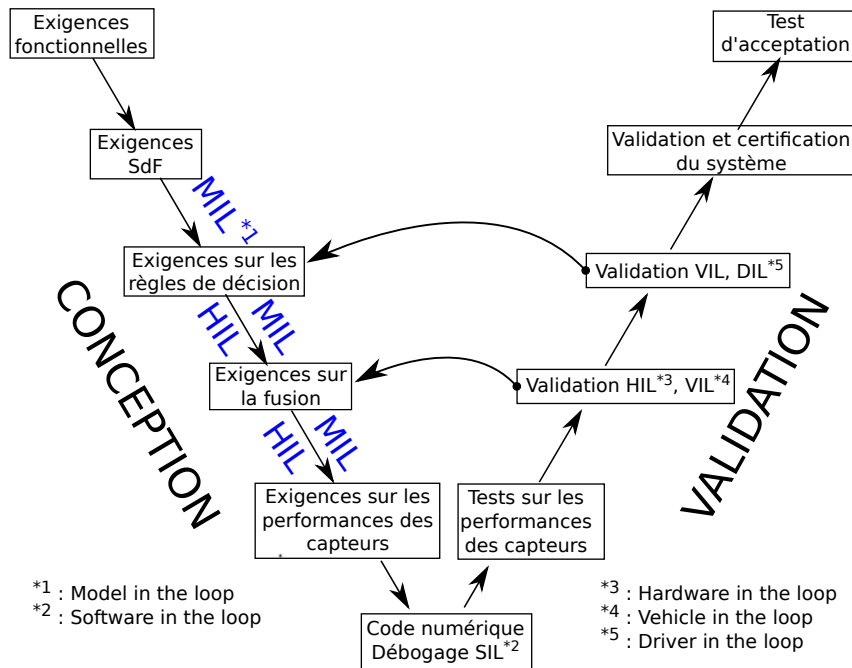 Exigences
fonctionnelles
Test
d'acceptation
Exigences
SdF
Validation et certification
du système
MIL*1
Exigences sur les
règles de décision
Validation VIL, DIL*5
CONCEPTION
VALIDATION
HIL
MIL
Exigences sur
la fusion
Validation HIL*3, VIL*4
HIL
MIL
Exigences sur les
performances des
capteurs
Tests sur les
performances
des capteurs
Code numérique
Débogage SIL*2
*1 : Model in the loop
*2 : Software in the loop
*3 : Hardware in the loop
*4 : Vehicle in the loop
*5 : Driver in the loop